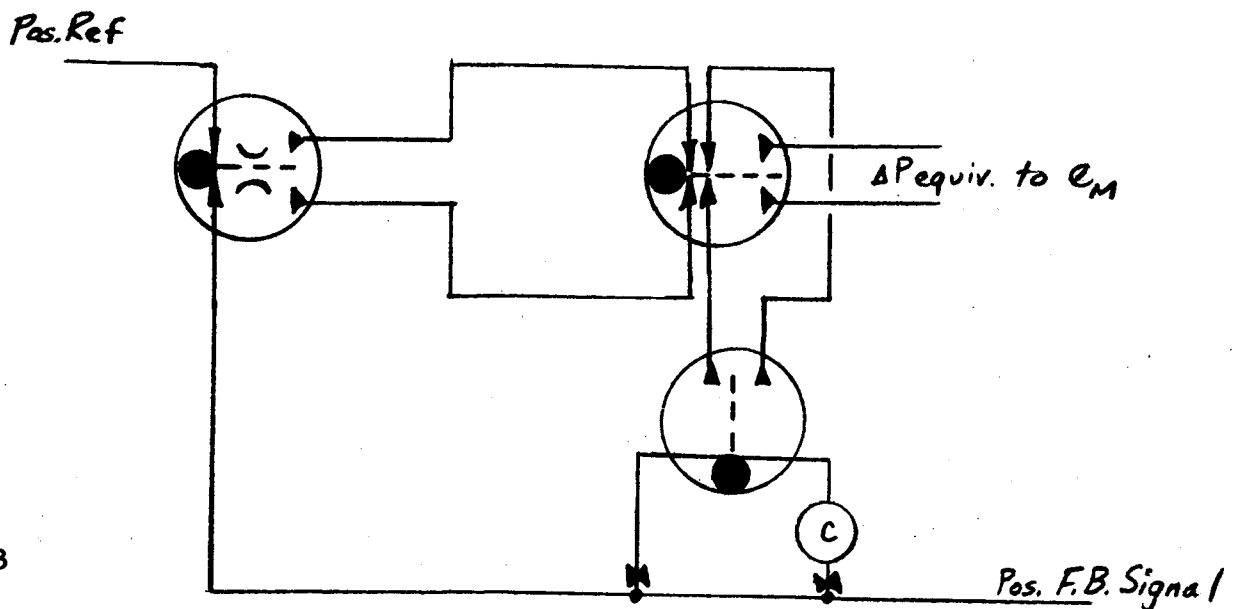 Pos. Ref
ΔP equiv. to e_M
C
3
Pos. F.B. Signal